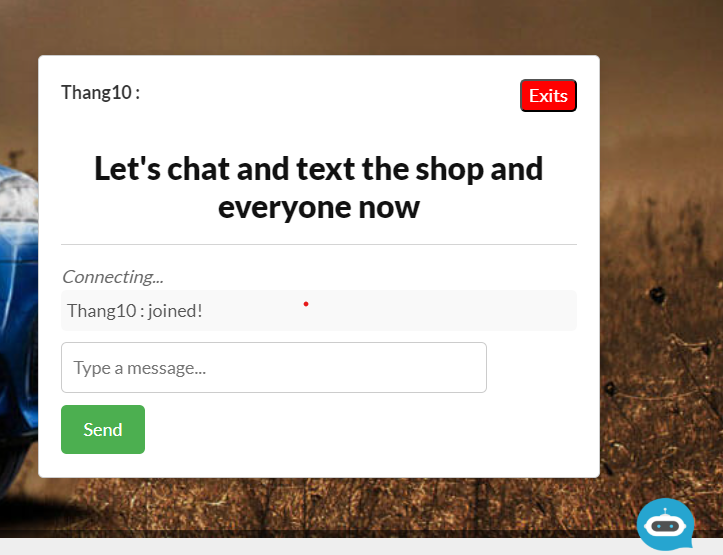 Thang10 :
Exits
Let's chat and text the shop and
everyone now
Connecting...
Thang10 : joined!
Type a message...
Send